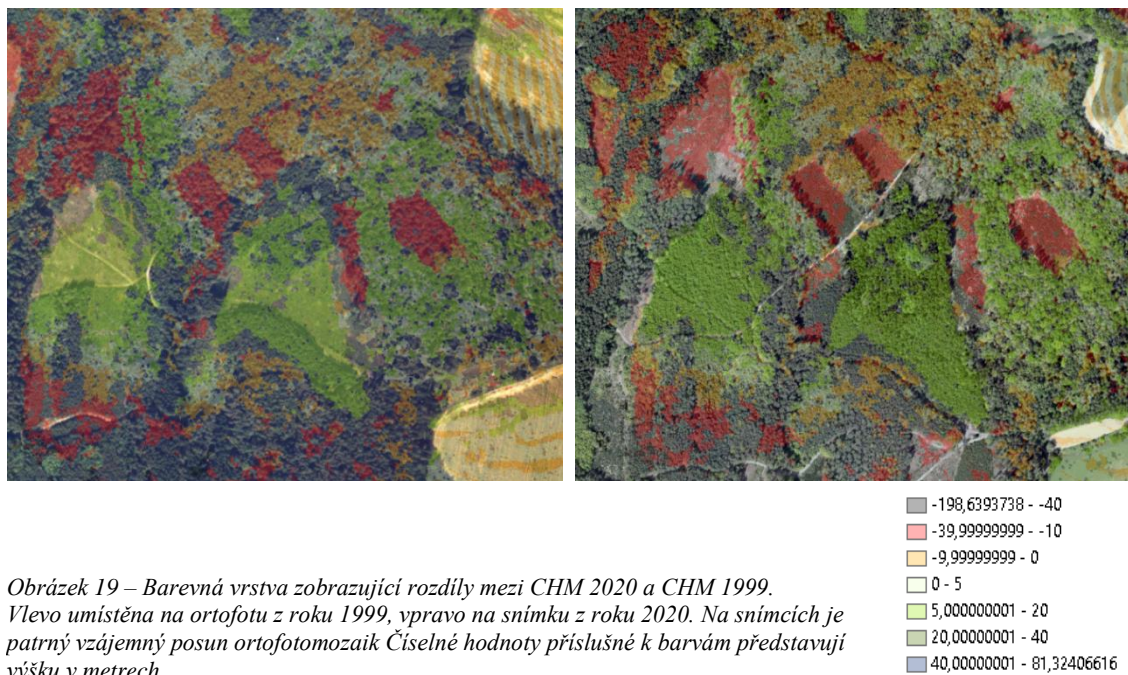 -198,6393738 - -40
-39,99999999 - -10
-9,99999999 - 0
0 - 5
5,000000001 - 20
20,00000001 - 40
40,00000001 - 81,32406616
Obrázek 19 – Barevná vrstva zobrazující rozdíly mezi CHM 2020 a CHM 1999.
Vlevo umístěna na ortofotu z roku 1999, vpravo na snímku z roku 2020. Na snímcích je
patrný vzájemný posun ortofotomozaik Číselné hodnoty příslušné k barvám představují
výšku v metrech